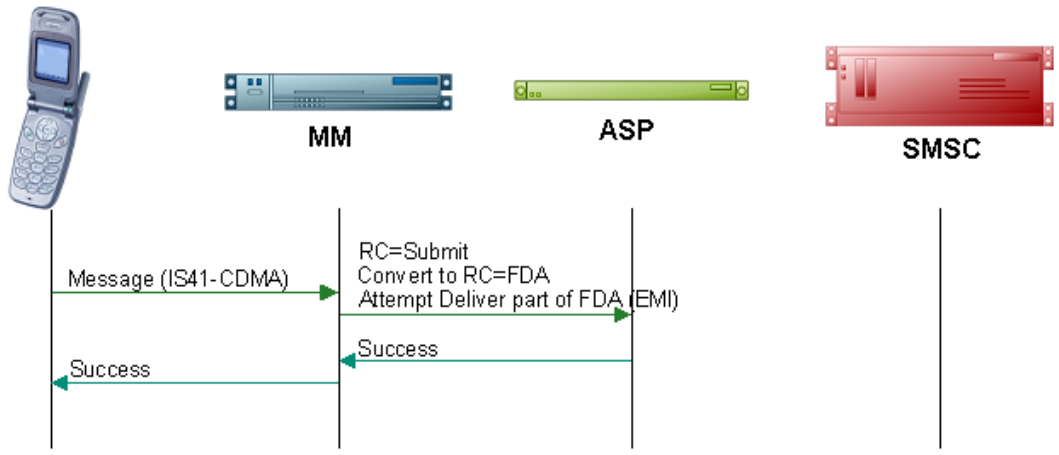 MM
ASP
SMSC
RC=Submit
Convert to RC=FDA
Message (IS41-CDMA)
Attempt Deliver part of FDA (EMI)
Success
Success